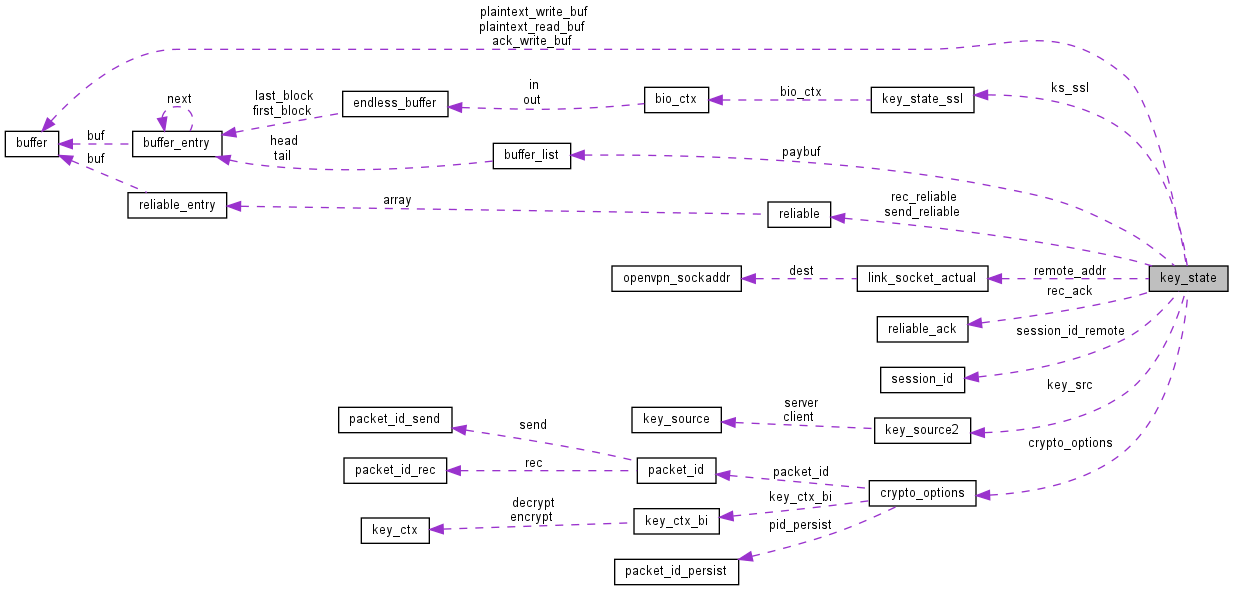 plaintext_write_buf
plaintext_read_buf
ack_write_buf
in
out
bio_ctx
ks_ssl
next
last_block
first_block
endless_buffer
bio_ctx
key_state_ssl
buffer
buf
buffer_entry
head
tail
buffer_list
paybuf
buf
reliable_entry
array
reliable
rec_reliable
send_reliable
openvpn_sockaddr
dest
link_socket_actual
remote_addr
key_state
rec_ack
reliable_ack
session_id_remote
session_id
key_src
packet_id_send
send
key_source
server
client
key_source2
crypto_options
packet_id_rec
rec
packet_id
packet_id
crypto_options
key_ctx
decrypt
encrypt
key_ctx_bi
key_ctx_bi
pid_persist
packet_id_persist